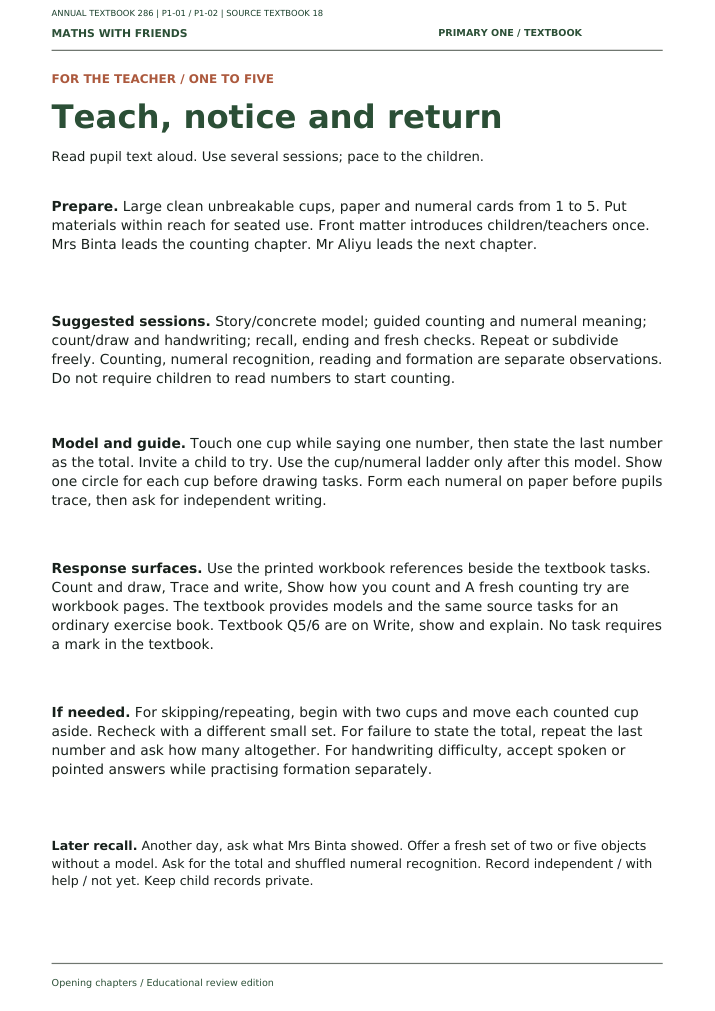 ANNUAL TEXTBOOK 286 | P1-01 / P1-02 | SOURCE TEXTBOOK 18
MATHS WITH FRIENDS
PRIMARY ONE / TEXTBOOK
FOR THE TEACHER / ONE TO FIVE
Teach, notice and return
Read pupil text aloud. Use several sessions; pace to the children.
Prepare. Large clean unbreakable cups, paper and numeral cards from 1 to 5. Put
materials within reach for seated use. Front matter introduces children/teachers once.
Mrs Binta leads the counting chapter. Mr Aliyu leads the next chapter.
Suggested sessions. Story/concrete model; guided counting and numeral meaning;
count/draw and handwriting; recall, ending and fresh checks. Repeat or subdivide
freely. Counting, numeral recognition, reading and formation are separate observations.
Do not require children to read numbers to start counting.
Model and guide. Touch one cup while saying one number, then state the last number
as the total. Invite a child to try. Use the cup/numeral ladder only after this model. Show
one circle for each cup before drawing tasks. Form each numeral on paper before pupils
trace, then ask for independent writing.
Response surfaces. Use the printed workbook references beside the textbook tasks.
Count and draw, Trace and write, Show how you count and A fresh counting try are
workbook pages. The textbook provides models and the same source tasks for an
ordinary exercise book. Textbook Q5/6 are on Write, show and explain. No task requires
a mark in the textbook.
If needed. For skipping/repeating, begin with two cups and move each counted cup
aside. Recheck with a different small set. For failure to state the total, repeat the last
number and ask how many altogether. For handwriting difficulty, accept spoken or
pointed answers while practising formation separately.
Later recall. Another day, ask what Mrs Binta showed. Offer a fresh set of two or five objects
without a model. Ask for the total and shuffled numeral recognition. Record independent / with
help / not yet. Keep child records private.
Opening chapters / Educational review edition